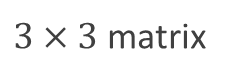 3 × 3 matrix